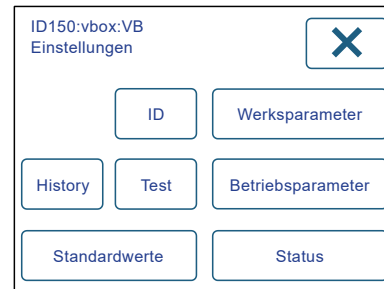 ID150:vbox:VB
Einstellungen
ID
Werksparameter
History
Test
Betriebsparameter
Standardwerte
Status